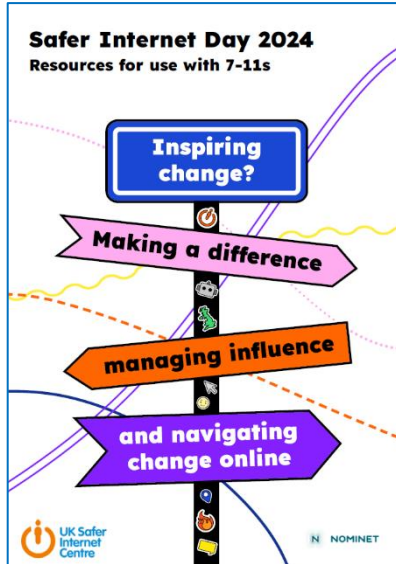 Safer Internet Day 2024
Resources for use with 7-11s
Inspiring
change?
Making a difference
managing influence
and navigating
change online
UK Safer
Internet
Centre
N NOMINET